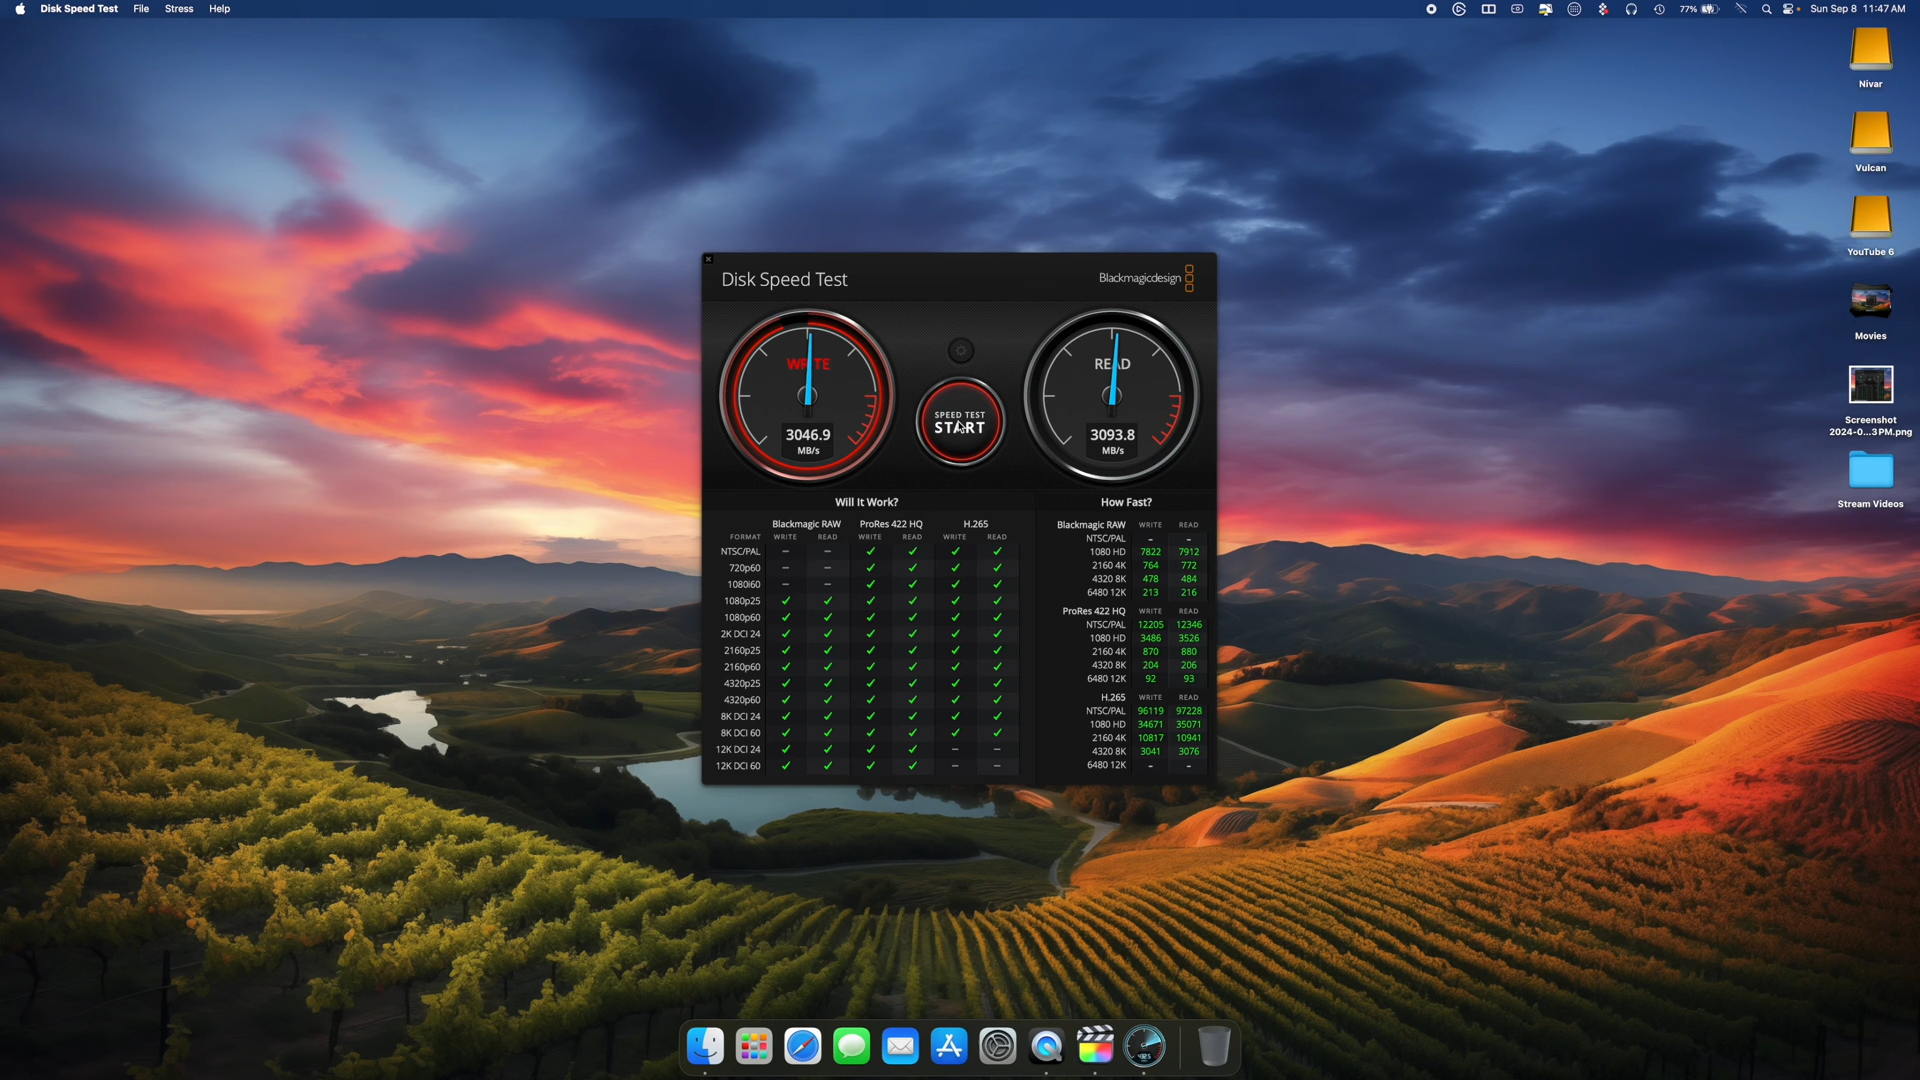 Disk Speed Test File Stress Help
77% Sun Sep 8 11:47 AM
Nivar
Vulcan
YouTube 6
Movies
Screenshot
2024-0...3 PM.png
Stream Videos
Disk Speed Test
Blackmagicdesign
WRITE
3046.9
MB/s
SPEED TEST
START
READ
3093.8
MB/s
Will It Work?
Blackmagic RAW ProRes 422 HQ H.265
FORMAT WRITE READ WRITE READ WRITE READ
NTSC/PAL – – ✓ ✓ ✓ ✓
720p60 – – ✓ ✓ ✓ ✓
1080i60 – – ✓ ✓ ✓ ✓
1080p25 ✓ ✓ ✓ ✓ ✓ ✓
1080p60 ✓ ✓ ✓ ✓ ✓ ✓
2K DCI 24 ✓ ✓ ✓ ✓ ✓ ✓
2160p25 ✓ ✓ ✓ ✓ ✓ ✓
2160p60 ✓ ✓ ✓ ✓ ✓ ✓
4320p25 ✓ ✓ ✓ ✓ ✓ ✓
4320p60 ✓ ✓ ✓ ✓ ✓ ✓
8K DCI 24 ✓ ✓ ✓ ✓ ✓ ✓
8K DCI 60 ✓ ✓ ✓ ✓ ✓ ✓
12K DCI 24 ✓ ✓ ✓ ✓ – –
12K DCI 60 ✓ ✓ ✓ ✓ – –
How Fast?
Blackmagic RAW WRITE READ
NTSC/PAL - -
1080 HD 7822 7912
2160 4K 764 772
4320 8K 478 484
6480 12K 213 216
ProRes 422 HQ WRITE READ
NTSC/PAL 12205 12346
1080 HD 3486 3526
2160 4K 870 880
4320 8K 204 206
6480 12K 92 93
H.265 WRITE READ
NTSC/PAL 96119 97228
1080 HD 34671 35071
2160 4K 10817 10941
4320 8K 3041 3076
6480 12K - -